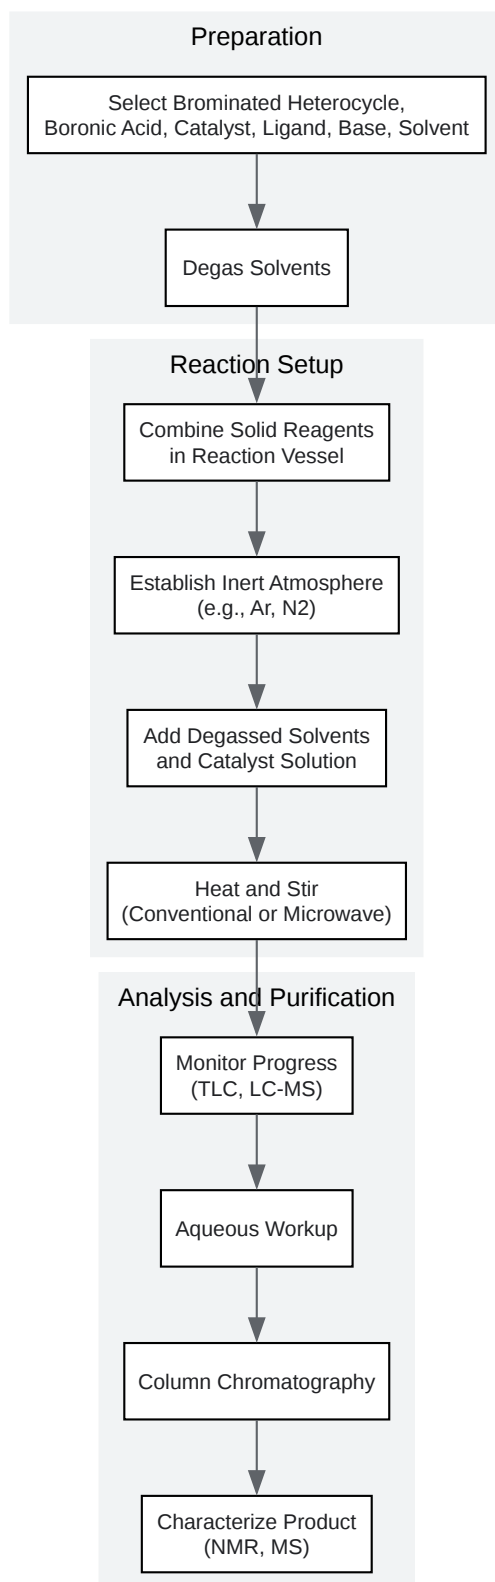 Preparation
Select Brominated Heterocycle,
Boronic Acid, Catalyst, Ligand, Base, Solvent
Degas Solvents
Reaction Setup
Combine Solid Reagents
in Reaction Vessel
Establish Inert Atmosphere
(e.g., Ar, N2)
Add Degassed Solvents
and Catalyst Solution
Heat and Stir
(Conventional or Microwave)
Analysis and Purification
Monitor Progress
(TLC, LC-MS)
Aqueous Workup
Column Chromatography
Characterize Product
(NMR, MS)